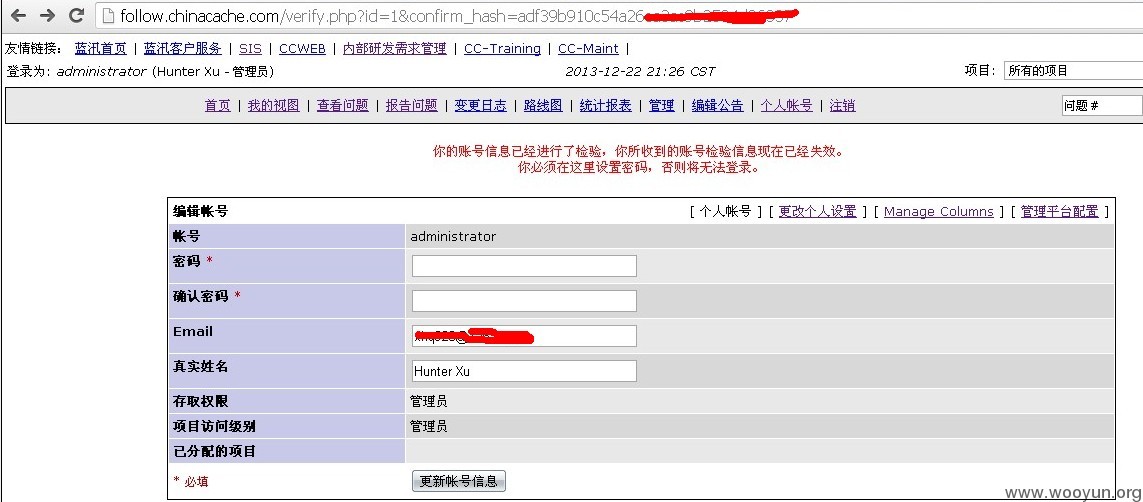 follow.chinacache.com/verify.php?id=1&confirm_hash=adf39b910c54a26
友情链接: 蓝汛首页 | 蓝汛客户服务 | SIS | CCWEB | 内部研发需求管理 | CC-Training | CC-Maint |
登录为: administrator (Hunter Xu - 管理员) 2013-12-22 21:26 CST 项目: 所有的项目
首页 | 我的视图 | 查看问题 | 报告问题 | 变更日志 | 路线图 | 统计报表 | 管理 | 编辑公告 | 个人帐号 | 注销 问题 #
你的账号信息已经进行了检验，你所收到的账号检验信息现在已经失效。
你必须在这里设置密码，否则将无法登录。
编辑帐号 [ 个人帐号 ] [ 更改个人设置 ] [ Manage Columns ] [ 管理平台配置 ]
帐号 administrator
密码 *
确认密码 *
Email
真实姓名 Hunter Xu
存取权限 管理员
项目访问级别 管理员
已分配的项目
* 必填 更新帐号信息
www.wooyun.org